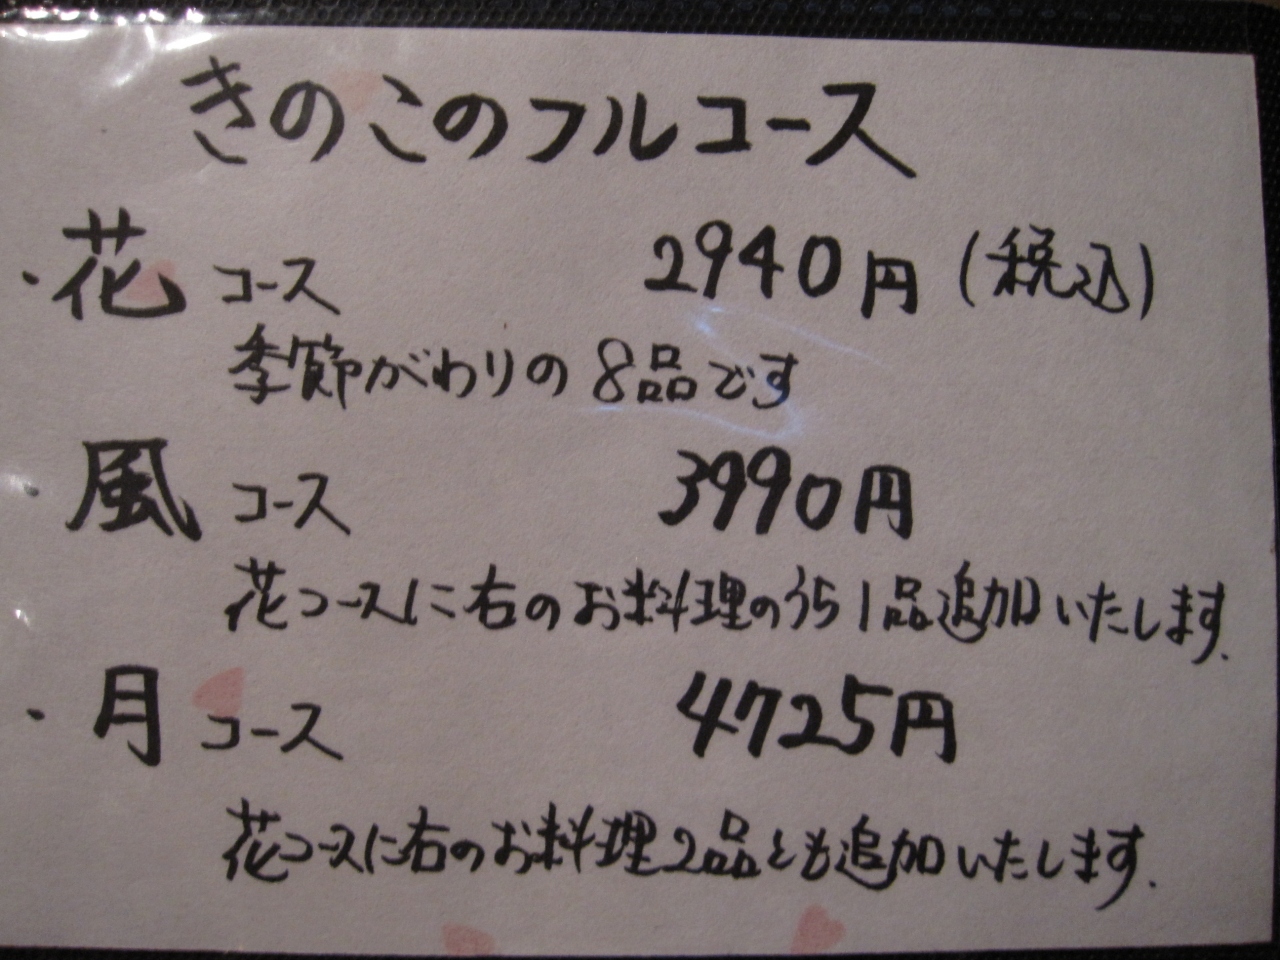 きのこのフルコース
・花コース 2940円(税込)
季節がわりの8品です
・風コース 3990円
花コースに右のお料理のうち1品追加いたします.
・月コース 4725円
花コースに右のお料理2品とも追加いたします.